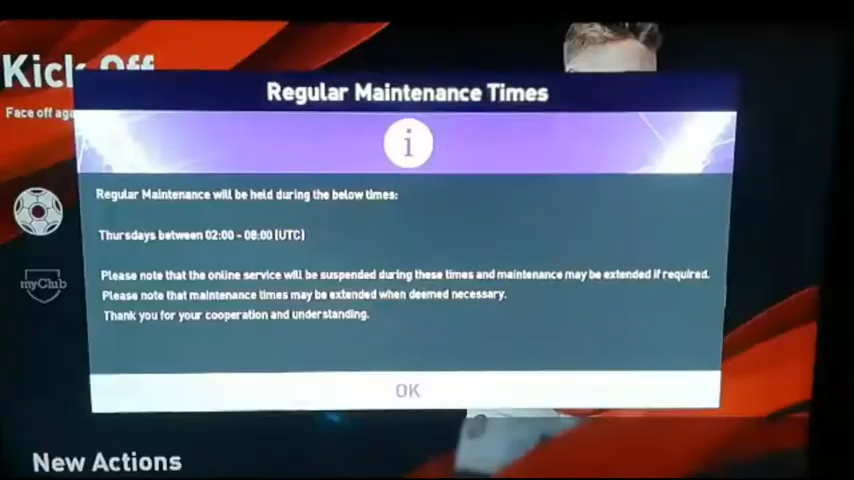 Kick Off
Face off aga
Regular Maintenance Times
i
Regular Maintenance will be held during the below times:
Thursdays between 02:00 - 08:00 (UTC)
Please note that the online service will be suspended during these times and maintenance may be extended if required.
Please note that maintenance times may be extended when deemed necessary.
Thank you for your cooperation and understanding.
myClub
OK
New Actions